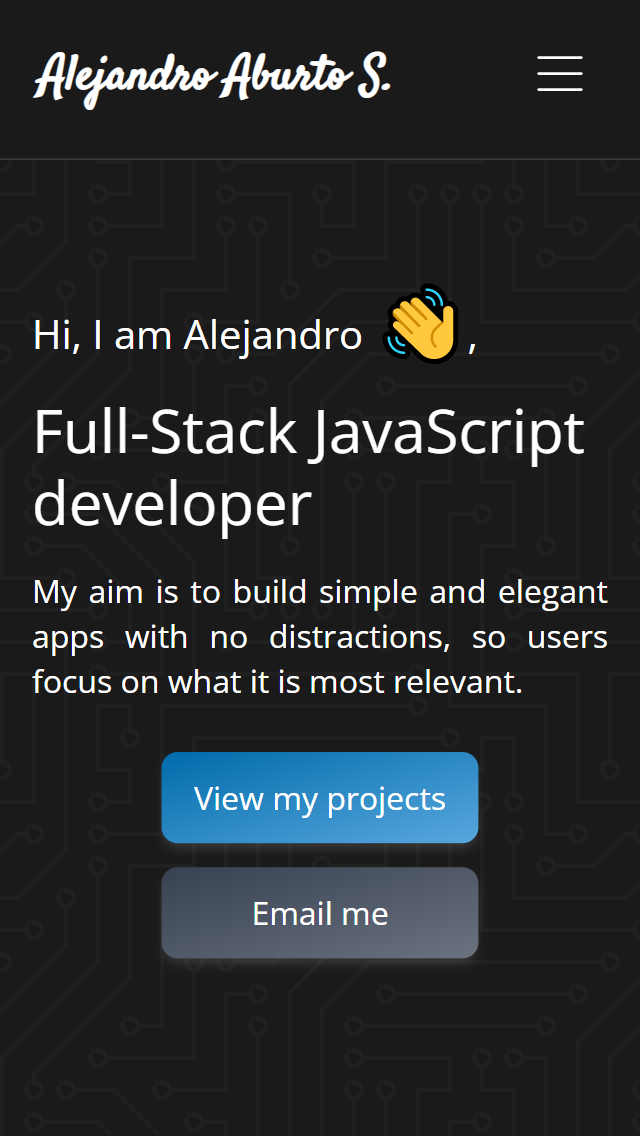 Alejandro Aburto S.
Hi, I am Alejandro 👋,
Full-Stack JavaScript
developer
My aim is to build simple and elegant
apps with no distractions, so users
focus on what it is most relevant.
View my projects
Email me